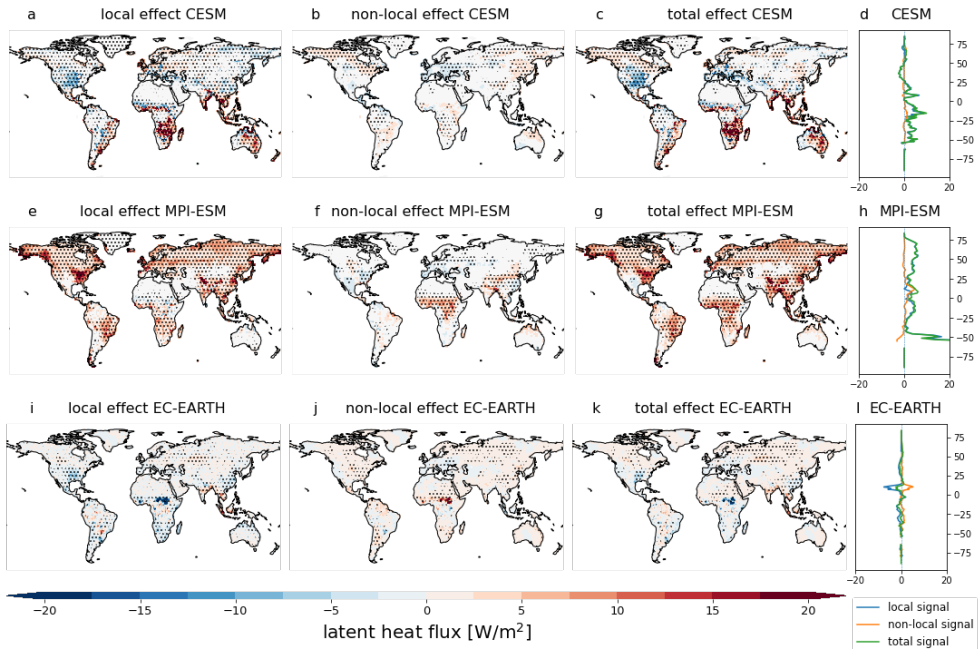 a local effect CESM b non-local effect CESM c total effect CESM d CESM
75
50
25
0
−25
−50
−75
−20 0 20
e local effect MPI-ESM f non-local effect MPI-ESM g total effect MPI-ESM h MPI-ESM
75
50
25
0
−25
−50
−75
−20 0 20
i local effect EC-EARTH j non-local effect EC-EARTH k total effect EC-EARTH l EC-EARTH
75
50
25
0
−25
−50
−75
−20 0 20
−20 −15 −10 −5 0 5 10 15 20
latent heat flux [W/m²]
local signal
non-local signal
total signal